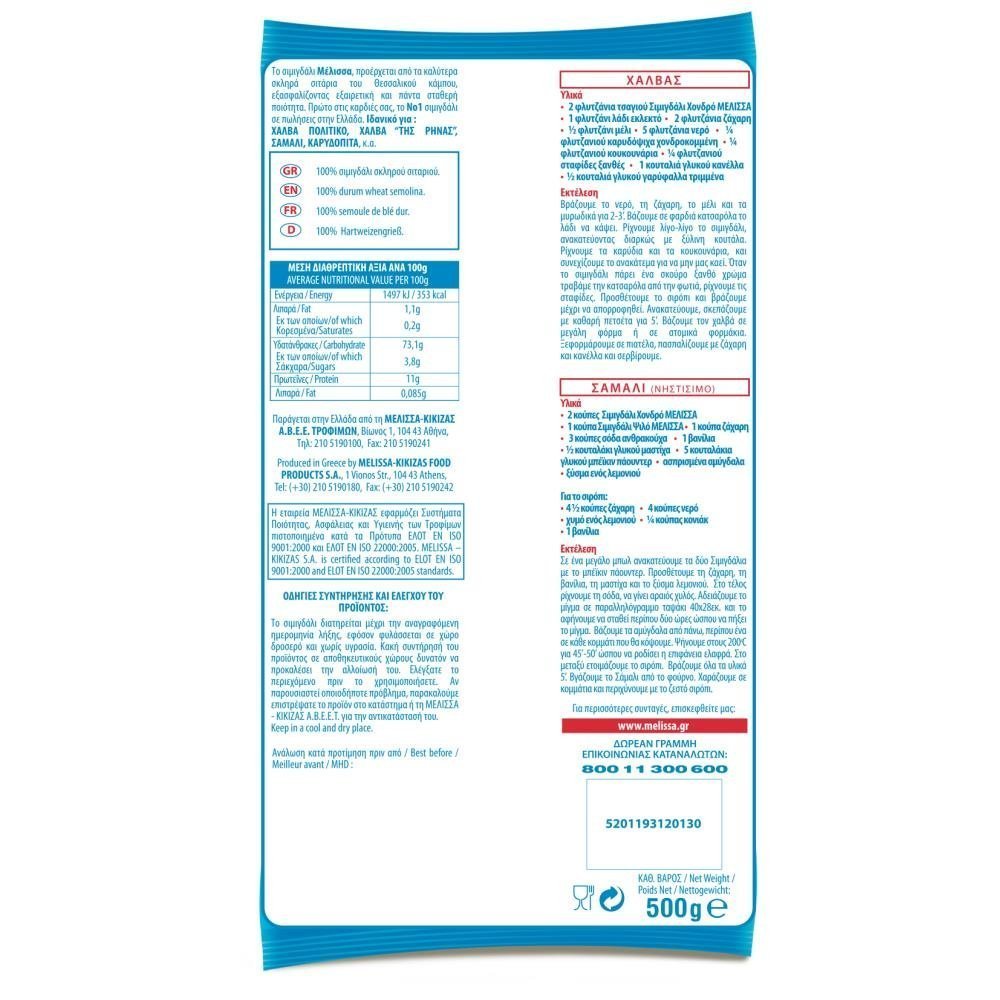 Το σιμιγδάλι Μέλισσα, προέρχεται από τα καλύτερα
σκληρά σιτάρια του Θεσσαλικού κάμπου,
εξασφαλίζοντας εξαιρετική και πάντα σταθερή
ποιότητα. Πρώτο στις καρδιές σας, το Νο1 σιμιγδάλι
σε πωλήσεις στην Ελλάδα. Ιδανικό για :
ΧΑΛΒΑ ΠΟΛΙΤΙΚΟ, ΧΑΛΒΑ "ΤΗΣ ΡΗΝΑΣ",
ΣΑΜΑΛΙ, ΚΑΡΥΔΟΠΙΤΑ, κ.α.
GR 100% σιμιγδάλι σκληρού σιταριού.
EN 100% durum wheat semolina.
FR 100% semoule de blé dur.
D 100% Hartweizengrieß.
ΜΕΣΗ ΔΙΑΘΡΕΠΤΙΚΗ ΑΞΙΑ ΑΝΑ 100g
AVERAGE NUTRITIONAL VALUE PER 100g
Ενέργεια / Energy 1497 kJ / 353 kcal
Λιπαρά / Fat 1,1g
Εκ των οποίων/of which
Κορεσμένα/Saturates 0,2g
Υδατάνθρακες / Carbohydrate 73,1g
Εκ των οποίων/of which
Σάκχαρα/Sugars 3,8g
Πρωτεΐνες / Protein 11g
Λιπαρά / Fat 0,085g
Παράγεται στην Ελλάδα από τη ΜΕΛΙΣΣΑ-ΚΙΚΙΖΑΣ
Α.Β.Ε.Ε. ΤΡΟΦΙΜΩΝ, Βίωνος 1, 104 43 Αθήνα,
Τηλ: 210 5190100, Fax: 210 5190241
Produced in Greece by MELISSA-KIKIZAS FOOD
PRODUCTS S.A., 1 Vionos Str., 104 43 Athens,
Tel: (+30) 210 5190180, Fax: (+30) 210 5190242
Η εταιρεία ΜΕΛΙΣΣΑ-ΚΙΚΙΖΑΣ εφαρμόζει Συστήματα
Ποιότητας, Ασφάλειας και Υγιεινής των Τροφίμων
πιστοποιημένα κατά τα Πρότυπα ΕΛΟΤ EN ISO
9001:2000 και ΕΛΟΤ EN ISO 22000:2005. MELISSA –
KIKIZAS S.A. is certified according to ELOT EN ISO
9001:2000 and ELOT EN ISO 22000:2005 standards.
ΟΔΗΓΙΕΣ ΣΥΝΤΗΡΗΣΗΣ ΚΑΙ ΕΛΕΓΧΟΥ ΤΟΥ
ΠΡΟΪΟΝΤΟΣ:
Το σιμιγδάλι διατηρείται μέχρι την αναγραφόμενη
ημερομηνία λήξης, εφόσον φυλάσσεται σε χώρο
δροσερό και χωρίς υγρασία. Κακή συντήρησή του
προϊόντος σε αποθηκευτικούς χώρους δυνατόν να
προκαλέσει την αλλοίωσή του. Ελέγξατε το
περιεχόμενο πριν το χρησιμοποιήσετε. Αν
παρουσιαστεί οποιοδήποτε πρόβλημα, παρακαλούμε
επιστρέψατε το προϊόν στο κατάστημα ή τη ΜΕΛΙΣΣΑ
- ΚΙΚΙΖΑΣ Α.Β.Ε.Ε.Τ. για την αντικατάστασή του.
Keep in a cool and dry place.
Ανάλωση κατά προτίμηση πριν από / Best before /
Meilleur avant / MHD :
ΧΑΛΒΑΣ
Υλικά
• 2 φλυτζάνια τσαγιού Σιμιγδάλι Χονδρό ΜΕΛΙΣΣΑ
• 1 φλυτζάνι λάδι εκλεκτό • 2 φλυτζάνια ζάχαρη
• ½ φλυτζάνι μέλι • 5 φλυτζάνια νερό • ¼
φλυτζανιού καρυδόψιχα χονδροκομμένη • ¼
φλυτζανιού κουκουνάρια • ¼ φλυτζανιού
σταφίδες ξανθές • 1 κουταλιά γλυκού κανέλλα
• ½ κουταλιά γλυκού γαρύφαλλα τριμμένα
Εκτέλεση
Βράζουμε το νερό, τη ζάχαρη, το μέλι και τα
μυρωδικά για 2-3'. Βάζουμε σε φαρδιά κατσαρόλα το
λάδι να κάψει. Ρίχνουμε λίγο-λίγο το σιμιγδάλι,
ανακατεύοντας διαρκώς με ξύλινη κουτάλα.
Ρίχνουμε τα καρύδια και τα κουκουνάρια, και
συνεχίζουμε το ανακάτεμα για να μην μας καεί. Όταν
το σιμιγδάλι πάρει ένα σκούρο ξανθό χρώμα
τραβάμε την κατσαρόλα από την φωτιά, ρίχνουμε τις
σταφίδες. Προσθέτουμε το σιρόπι και βράζουμε
μέχρι να απορροφηθεί. Ανακατεύουμε, σκεπάζουμε
με καθαρή πετσέτα για 5'. Βάζουμε τον χαλβά σε
μεγάλη φόρμα ή σε ατομικά φορμάκια.
Ξεφορμάρουμε σε πιατέλα, πασπαλίζουμε με ζάχαρη
και κανέλλα και σερβίρουμε.
ΣΑΜΑΛΙ (ΝΗΣΤΙΣΙΜΟ)
Υλικά
• 2 κούπες Σιμιγδάλι Χονδρό ΜΕΛΙΣΣΑ
• 1 κούπα Σιμιγδάλι Ψιλό ΜΕΛΙΣΣΑ • 1 κούπα ζάχαρη
• 3 κούπες σόδα ανθρακούχα • 1 βανίλια
• ½ κουταλάκι γλυκού μαστίχα • 5 κουταλάκια
γλυκού μπέϊκιν πάουντερ • ασπρισμένα αμύγδαλα
• ξύσμα ενός λεμονιού
Για το σιρόπι:
• 4½ κούπες ζάχαρη • 4 κούπες νερό
• χυμό ενός λεμονιού • ¼ κούπας κονιάκ
• 1 βανίλια
Εκτέλεση
Σε ένα μεγάλο μπωλ ανακατεύουμε τα δύο Σιμιγδάλια
με το μπέϊκιν πάουντερ. Προσθέτουμε τη ζάχαρη, τη
βανίλια, τη μαστίχα και το ξύσμα λεμονιού. Στο τέλος
ρίχνουμε τη σόδα, να γίνει αραιός χυλός. Αδειάζουμε το
μίγμα σε παραλληλόγραμμο ταψάκι 40x28εκ. και το
αφήνουμε να σταθεί περίπου δύο ώρες ώσπου να πήξει
το μίγμα. Βάζουμε τα αμύγδαλα από πάνω, περίπου ένα
σε κάθε κομμάτι που θα κόψουμε. Ψήνουμε στους 200°C
για 45'-50' ώσπου να ροδίσει η επιφάνεια ελαφρά. Στο
μεταξύ ετοιμάζουμε το σιρόπι. Βράζουμε όλα τα υλικά
5'. Βγάζουμε το Σάμαλι από το φούρνο. Χαράζουμε σε
κομμάτια και περιχύνουμε με το ζεστό σιρόπι.
Για περισσότερες συνταγές, επισκεφθείτε μας:
www.melissa.gr
ΔΩΡΕΑΝ ΓΡΑΜΜΗ
ΕΠΙΚΟΙΝΩΝΙΑΣ ΚΑΤΑΝΑΛΩΤΩΝ:
800 11 300 600
5201193120130
ΚΑΘ. ΒΑΡΟΣ / Net Weight /
Poids Net / Nettogewicht:
500g e